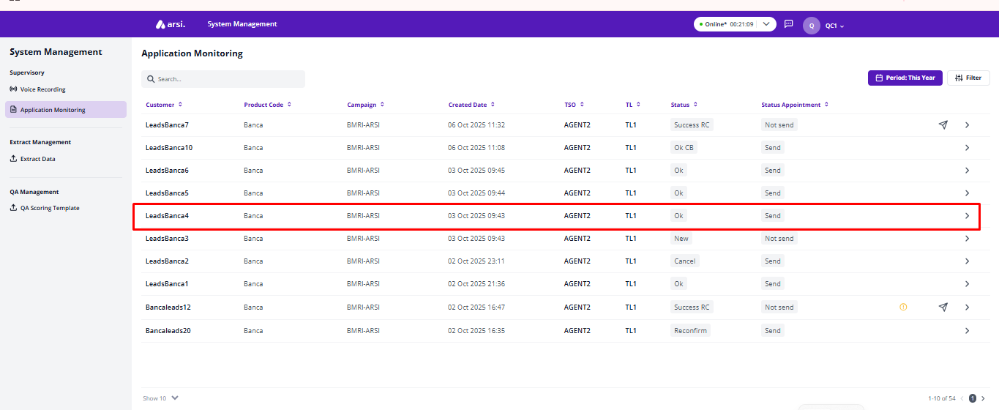 arsi.
System Management
Online* 00:21:09
Q
QC1
System Management
Supervisory
Voice Recording
Application Monitoring
Extract Management
Extract Data
QA Management
QA Scoring Template
Application Monitoring
Search...
Period: This Year
Filter
Customer Product Code Campaign Created Date TSO TL Status Status Appointment
LeadsBanca7 Banca BMRI-ARSI 06 Oct 2025 11:32 AGENT2 TL1 Success RC Not send
LeadsBanca10 Banca BMRI-ARSI 06 Oct 2025 11:08 AGENT2 TL1 Ok CB Send
LeadsBanca6 Banca BMRI-ARSI 03 Oct 2025 09:45 AGENT2 TL1 Ok Send
LeadsBanca5 Banca BMRI-ARSI 03 Oct 2025 09:44 AGENT2 TL1 Ok Send
LeadsBanca4 Banca BMRI-ARSI 03 Oct 2025 09:43 AGENT2 TL1 Ok Send
LeadsBanca3 Banca BMRI-ARSI 03 Oct 2025 09:43 AGENT2 TL1 New Not send
LeadsBanca2 Banca BMRI-ARSI 02 Oct 2025 23:11 AGENT2 TL1 Cancel Send
LeadsBanca1 Banca BMRI-ARSI 02 Oct 2025 21:36 AGENT2 TL1 Ok Send
Bancaleads12 Banca BMRI-ARSI 02 Oct 2025 16:47 AGENT2 TL1 Success RC Not send
Bancaleads20 Banca BMRI-ARSI 02 Oct 2025 16:35 AGENT2 TL1 Reconfirm Send
Show 10
1-10 of 54
1